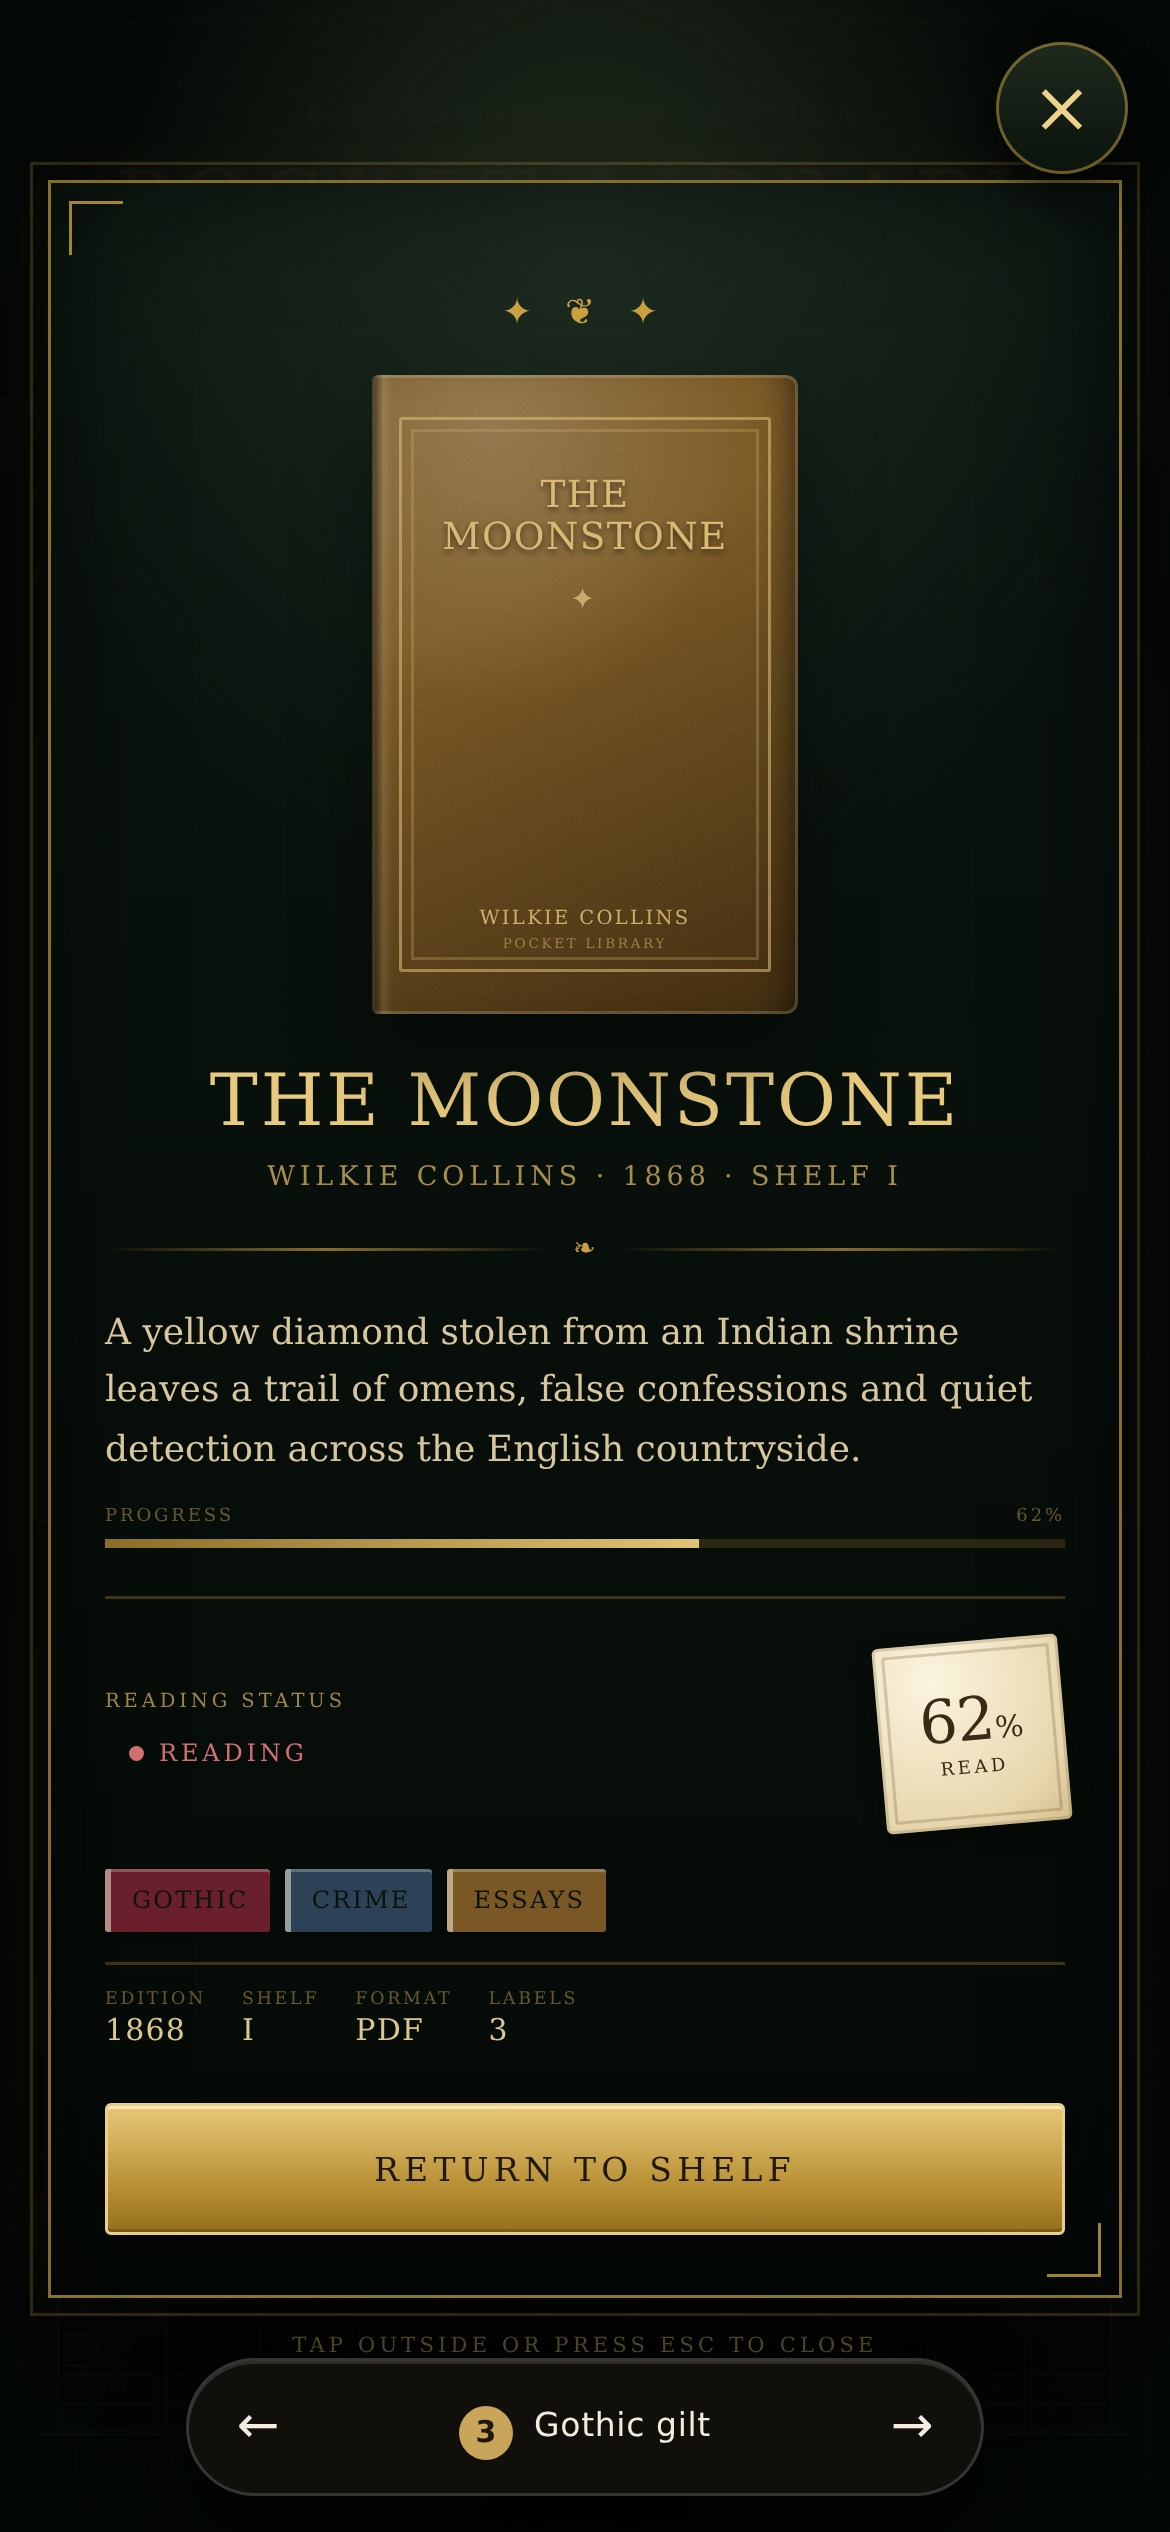 THE
MOONSTONE
WILKIE COLLINS
POCKET LIBRARY
THE MOONSTONE
WILKIE COLLINS · 1868 · SHELF I
A yellow diamond stolen from an Indian shrine
leaves a trail of omens, false confessions and quiet
detection across the English countryside.
PROGRESS 62%
READING STATUS
READING
62%
READ
GOTHIC CRIME ESSAYS
EDITION SHELF FORMAT LABELS
1868 I PDF 3
RETURN TO SHELF
TAP OUTSIDE OR PRESS ESC TO CLOSE
← 3 Gothic gilt →